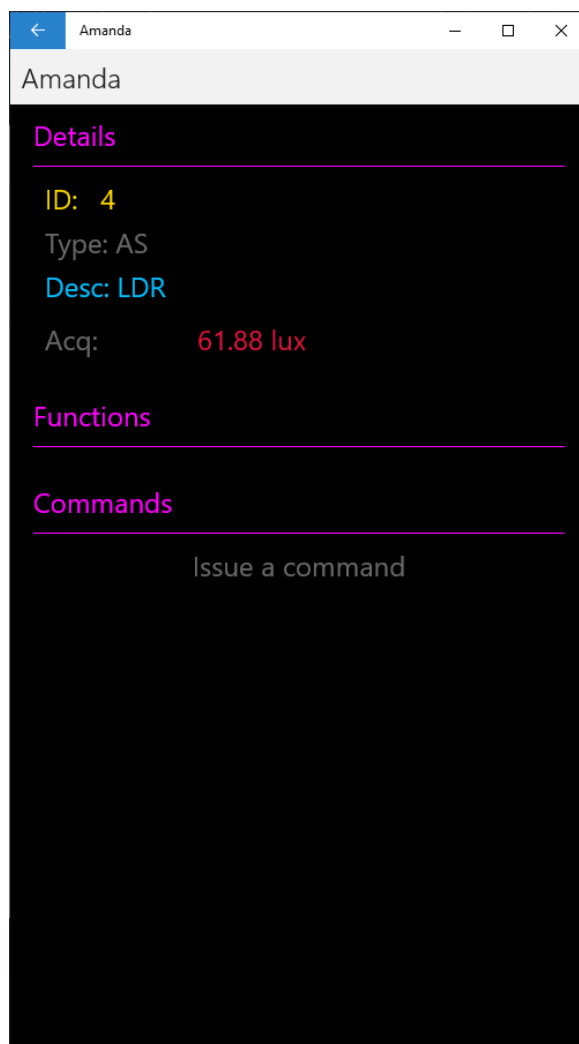 Amanda
Amanda
Details
ID: 4
Type: AS
Desc: LDR
Acq: 61.88 lux
Functions
Commands
Issue a command